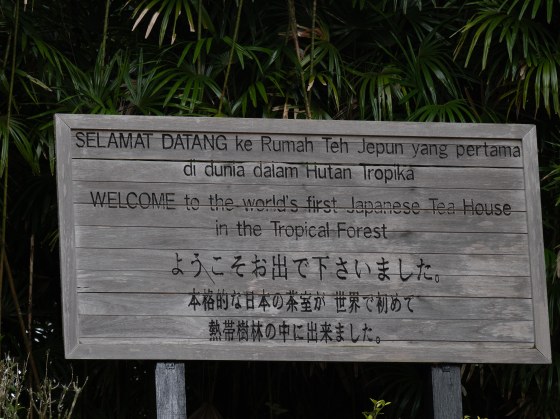 SELAMAT DATANG ke Rumah Teh Jepun yang pertama
di dunia dalam Hutan Tropika
WELCOME to the world's first Japanese Tea House
in the Tropical Forest
ようこそお出で下さいました。
本格的な日本の茶室が 世界で初めて
熱帯樹林の中に出来ました。